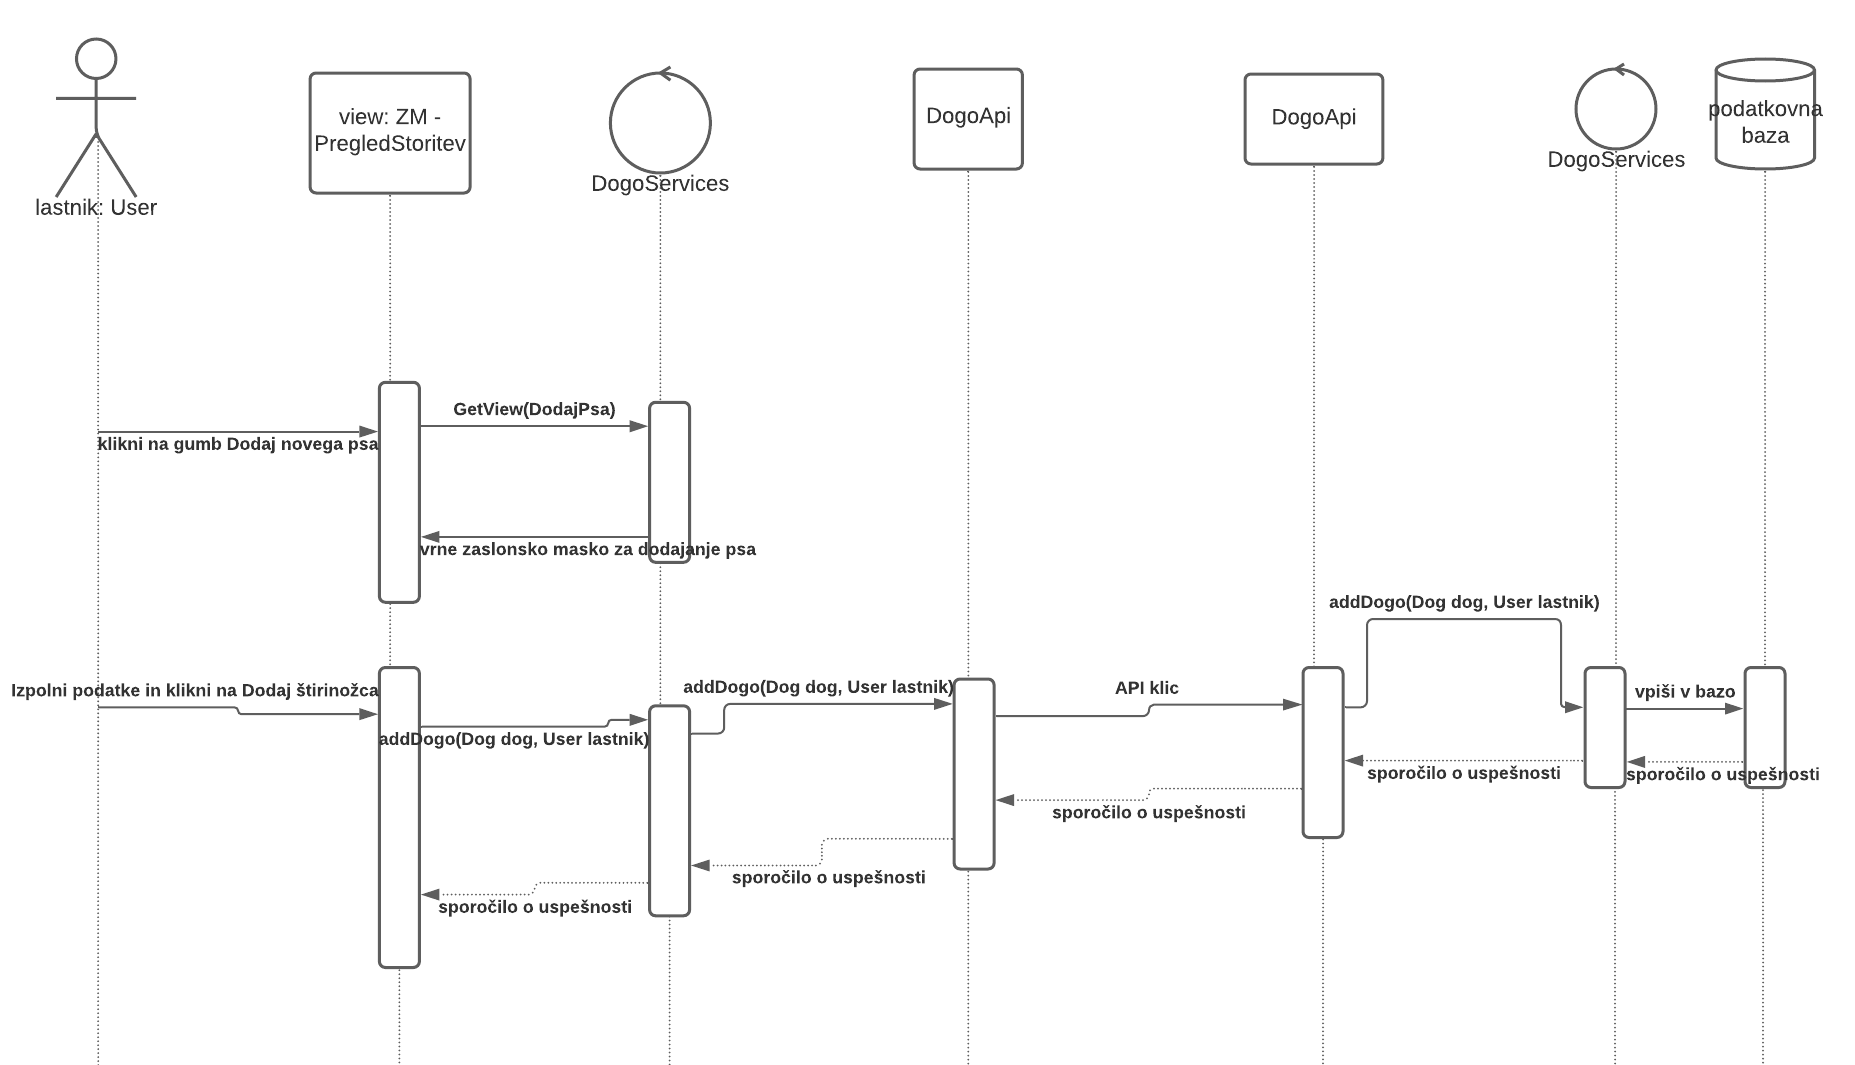 lastnik: User
view: ZM -
PregledStoritev
DogoServices
DogoApi
DogoApi
DogoServices
podatkovna
baza
GetView(DodajPsa)
klikni na gumb Dodaj novega psa
vrne zaslonsko masko za dodajanje psa
addDogo(Dog dog, User lastnik)
Izpolni podatke in klikni na Dodaj štirinožca
addDogo(Dog dog, User lastnik)
API klic
vpiši v bazo
addDogo(Dog dog, User lastnik)
sporočilo o uspešnosti
sporočilo o uspešnosti
sporočilo o uspešnosti
sporočilo o uspešnosti
sporočilo o uspešnosti